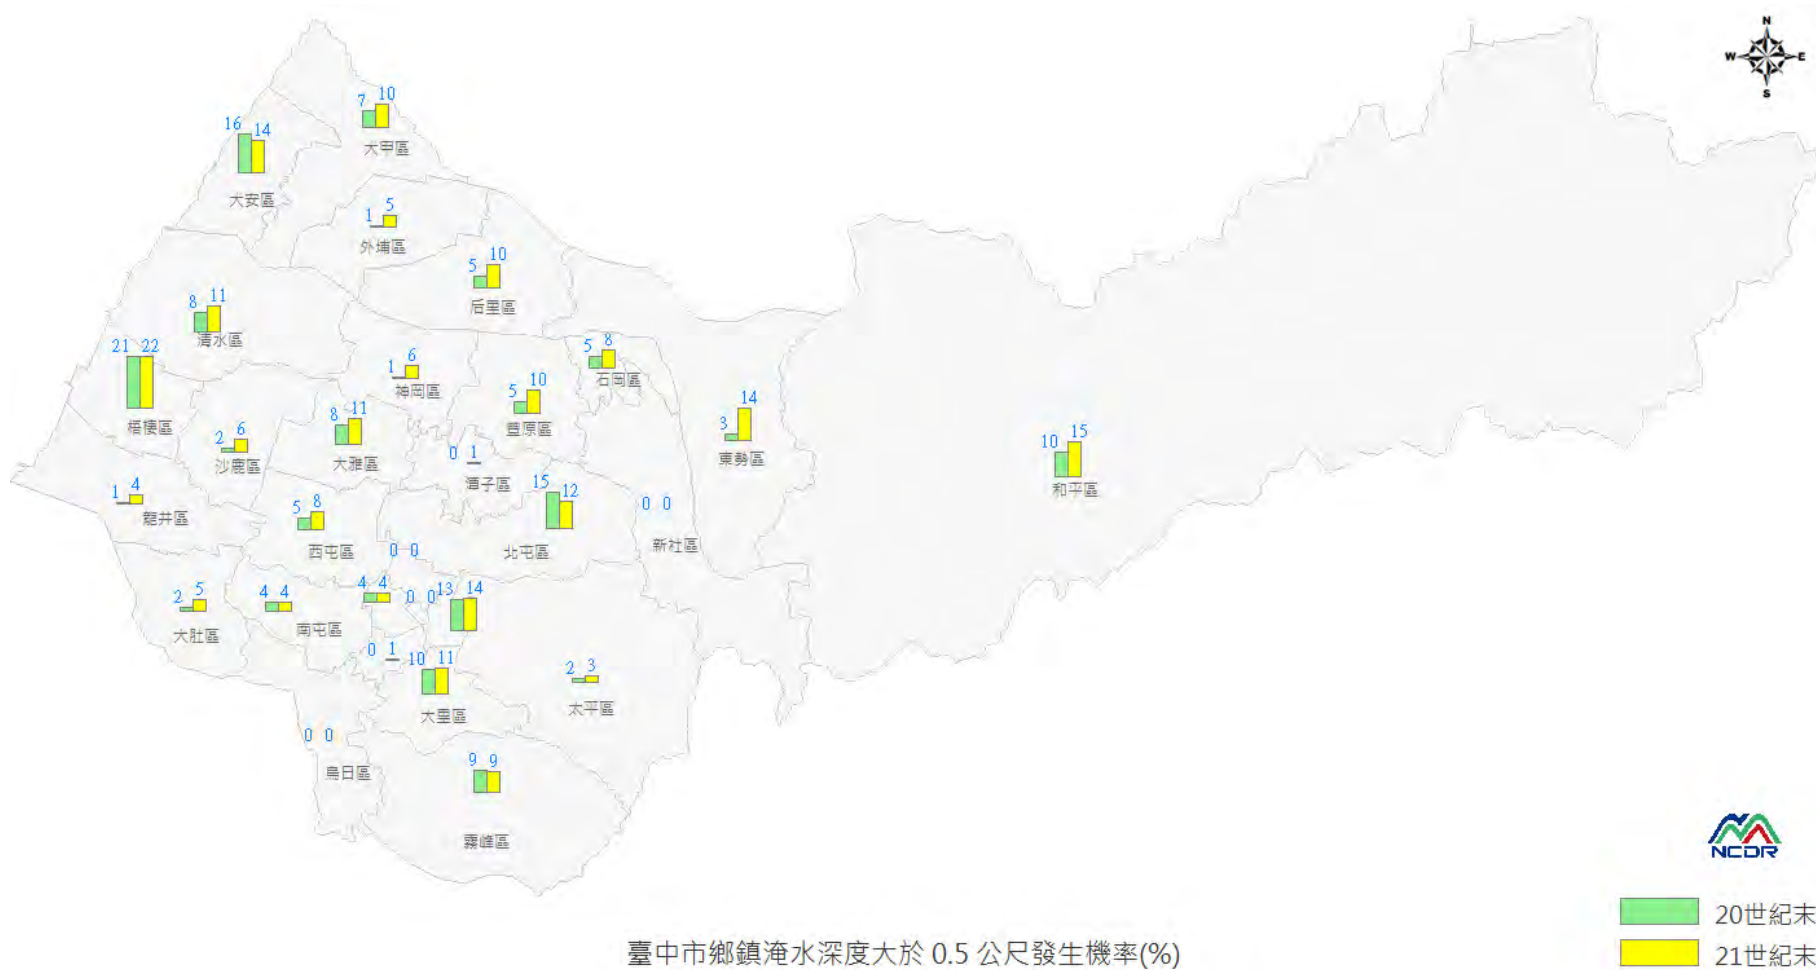 N
W E
S
7 10
大甲區
16 14
大安區
1 5
外埔區
5 10
后里區
8 11
清水區
21 22
梧棲區
1 6
神岡區
5 8
石岡區
5 10
豐原區
3 14
東勢區
8 11
大雅區
2 6
沙鹿區
0 1
潭子區
10 15
和平區
1 4
龍井區
15 12
北屯區
0 0
新社區
5 8
西屯區
0 0
4 4
0 0
13 14
2 5
大肚區
4 4
南屯區
0 1
10 11
大里區
2 3
太平區
0 0
烏日區
9 9
霧峰區
NCDR
20世紀末
21世紀末
臺中市鄉鎮淹水深度大於 0.5 公尺發生機率(%)